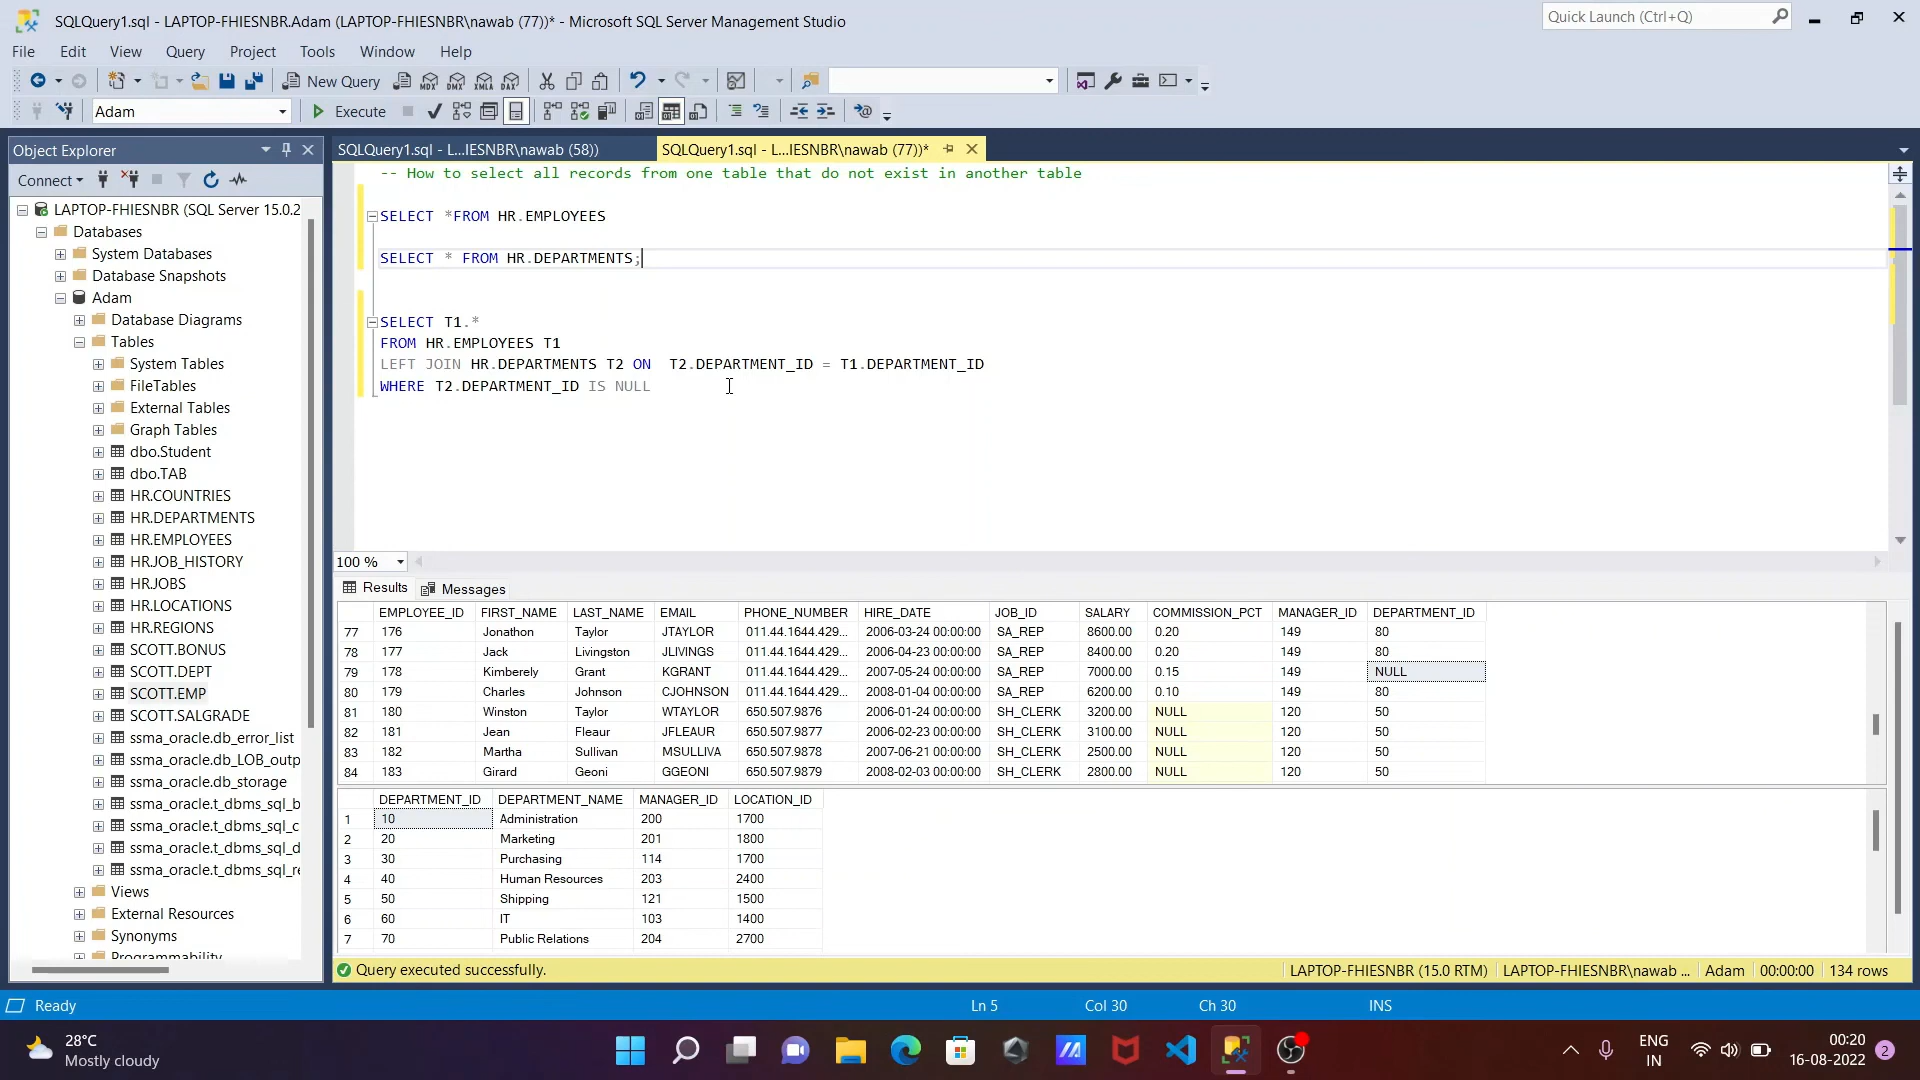 SQLQuery1.sql - LAPTOP-FHIESNBR.Adam (LAPTOP-FHIESNBR\nawab (77))* - Microsoft SQL Server Management Studio
Quick Launch (Ctrl+Q)
File Edit View Query Project Tools Window Help
New Query
MDX DMX XMLA DAX
Adam
Execute
Object Explorer
SQLQuery1.sql - L...IESNBR\nawab (58))
SQLQuery1.sql - L...IESNBR\nawab (77))*
Connect
LAPTOP-FHIESNBR (SQL Server 15.0.2
Databases
System Databases
Database Snapshots
Adam
Database Diagrams
Tables
System Tables
FileTables
External Tables
Graph Tables
dbo.Student
dbo.TAB
HR.COUNTRIES
HR.DEPARTMENTS
HR.EMPLOYEES
HR.JOB_HISTORY
HR.JOBS
HR.LOCATIONS
HR.REGIONS
SCOTT.BONUS
SCOTT.DEPT
SCOTT.EMP
SCOTT.SALGRADE
ssma_oracle.db_error_list
ssma_oracle.db_LOB_outp
ssma_oracle.db_storage
ssma_oracle.t_dbms_sql_b
ssma_oracle.t_dbms_sql_c
ssma_oracle.t_dbms_sql_d
ssma_oracle.t_dbms_sql_re
Views
External Resources
Synonyms
Programmability
-- How to select all records from one table that do not exist in another table
SELECT *FROM HR.EMPLOYEES
SELECT * FROM HR.DEPARTMENTS;
SELECT T1.*
FROM HR.EMPLOYEES T1
LEFT JOIN HR.DEPARTMENTS T2 ON  T2.DEPARTMENT_ID = T1.DEPARTMENT_ID
WHERE T2.DEPARTMENT_ID IS NULL
100 %
Results Messages
EMPLOYEE_ID FIRST_NAME LAST_NAME EMAIL PHONE_NUMBER HIRE_DATE JOB_ID SALARY COMMISSION_PCT MANAGER_ID DEPARTMENT_ID
77 176 Jonathon Taylor JTAYLOR 011.44.1644.429... 2006-03-24 00:00:00 SA_REP 8600.00 0.20 149 80
78 177 Jack Livingston JLIVINGS 011.44.1644.429... 2006-04-23 00:00:00 SA_REP 8400.00 0.20 149 80
79 178 Kimberely Grant KGRANT 011.44.1644.429... 2007-05-24 00:00:00 SA_REP 7000.00 0.15 149 NULL
80 179 Charles Johnson CJOHNSON 011.44.1644.429... 2008-01-04 00:00:00 SA_REP 6200.00 0.10 149 80
81 180 Winston Taylor WTAYLOR 650.507.9876 2006-01-24 00:00:00 SH_CLERK 3200.00 NULL 120 50
82 181 Jean Fleaur JFLEAUR 650.507.9877 2006-02-23 00:00:00 SH_CLERK 3100.00 NULL 120 50
83 182 Martha Sullivan MSULLIVA 650.507.9878 2007-06-21 00:00:00 SH_CLERK 2500.00 NULL 120 50
84 183 Girard Geoni GGEONI 650.507.9879 2008-02-03 00:00:00 SH_CLERK 2800.00 NULL 120 50
DEPARTMENT_ID DEPARTMENT_NAME MANAGER_ID LOCATION_ID
1 10 Administration 200 1700
2 20 Marketing 201 1800
3 30 Purchasing 114 1700
4 40 Human Resources 203 2400
5 50 Shipping 121 1500
6 60 IT 103 1400
7 70 Public Relations 204 2700
Query executed successfully.
LAPTOP-FHIESNBR (15.0 RTM) LAPTOP-FHIESNBR\nawab ... Adam 00:00:00 134 rows
Ready
Ln 5 Col 30 Ch 30 INS
28°C
Mostly cloudy
ENG
IN
00:20
16-08-2022
2